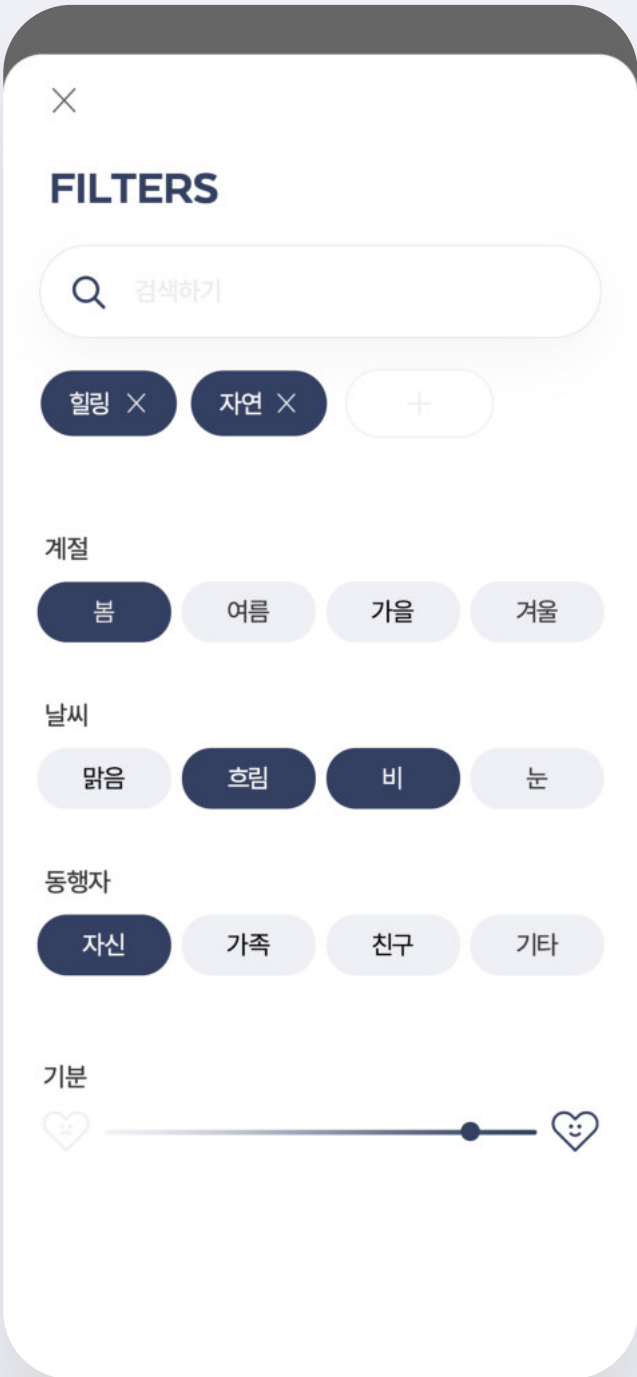 FILTERS
검색하기
힐링 자연
계절
봄 여름 가을 겨울
날씨
맑음 흐림 비 눈
동행자
자신 가족 친구 기타
기분